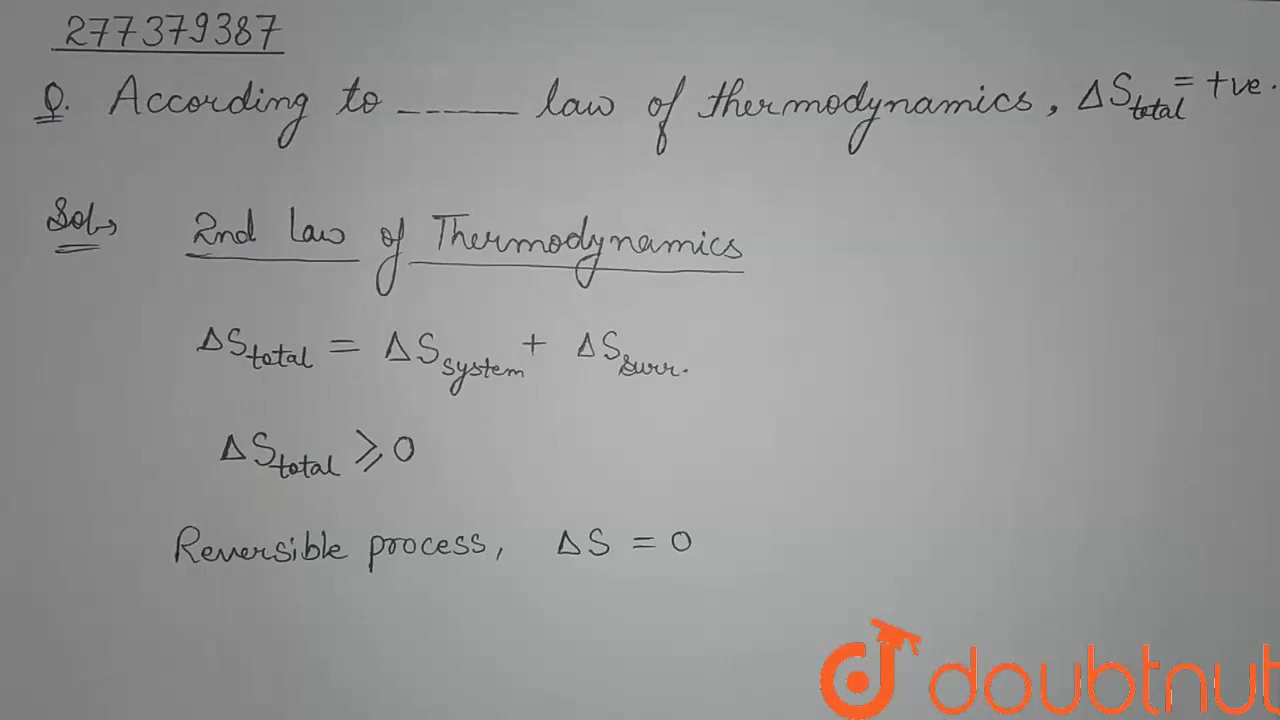 277379387
Q. According to ----- law of thermodynamics, ΔS_total = +ve.
Sol→ 2nd Law of Thermodynamics
ΔS_total = ΔS_system + ΔS_surr.
ΔS_total ⩾ 0
Reversible process, ΔS = 0
doubtnut